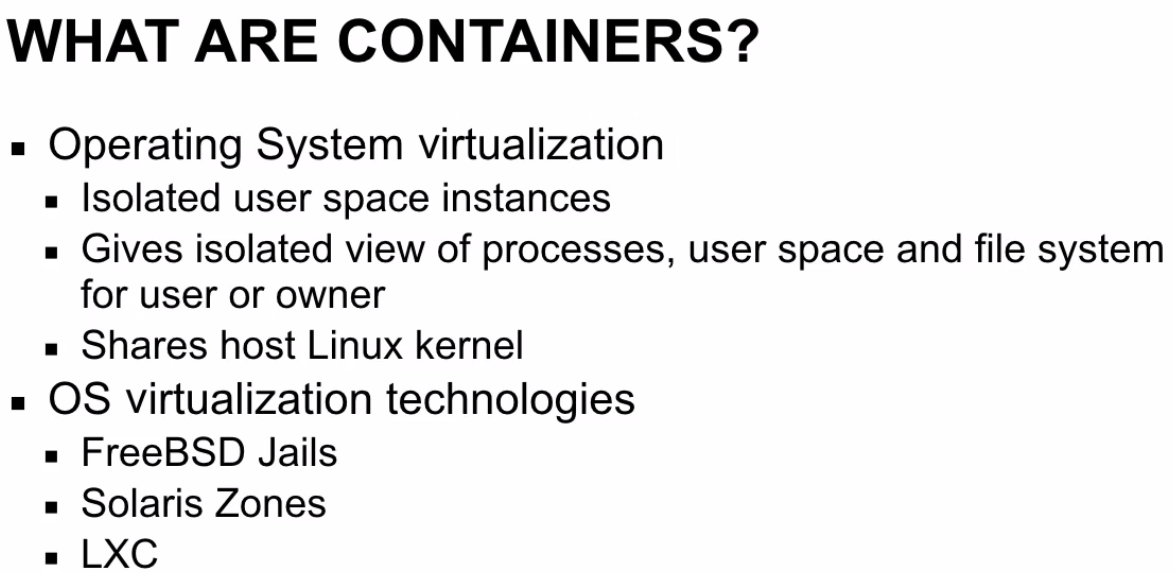 WHAT ARE CONTAINERS?
▪ Operating System virtualization
▪ Isolated user space instances
▪ Gives isolated view of processes, user space and file system
for user or owner
▪ Shares host Linux kernel
▪ OS virtualization technologies
▪ FreeBSD Jails
▪ Solaris Zones
▪ LXC